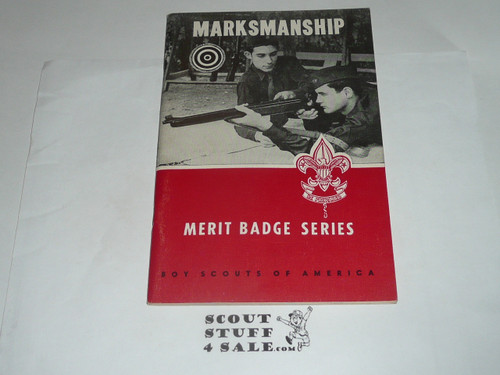 MARKSMANSHIP
BE PREPARED
MERIT BADGE SERIES
BOY SCOUTS OF AMERICA
SCOUT
STUFF
4 SALE.com